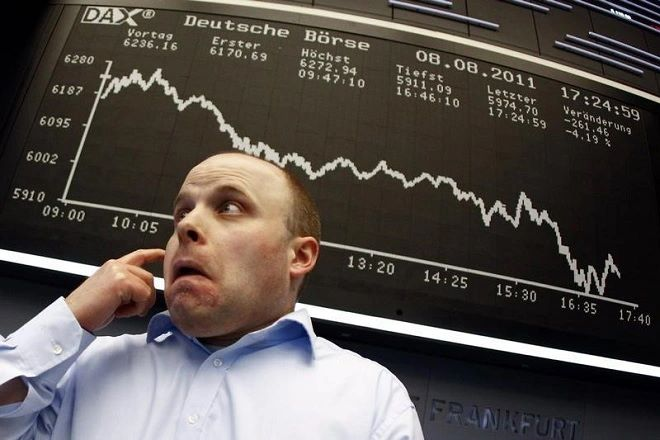 DAX®
Deutsche Börse
08.08.2011
17:24:59
Vortag
6236.16
Erster
6170.69
Höchst
6272.94
09:47:10
Tiefst
5911.09
16:46:10
Letzter
5974.70
17:24:59
Veränderung
-261.46
-4.19 %
6280
6187
6095
6002
5910
09:00
10:05
13:20
14:25
15:30
16:35
17:40
FRANKFURT